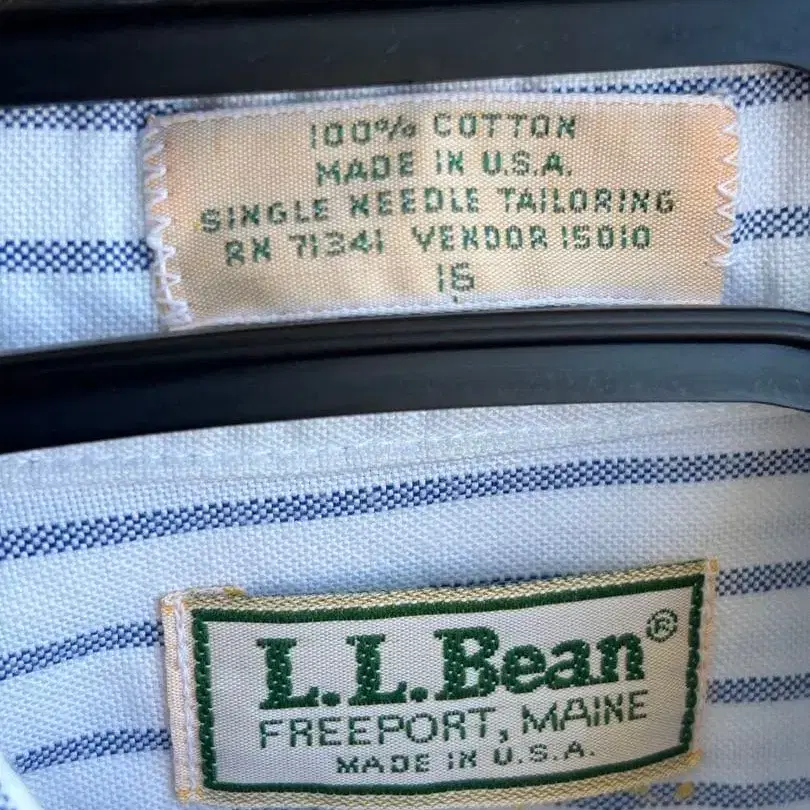 100% COTTON
MADE IN U.S.A.
SINGLE NEEDLE TAILORING
RN 71341 VENDOR 15010
16
L.L.Bean®
FREEPORT, MAINE
MADE IN U.S.A.